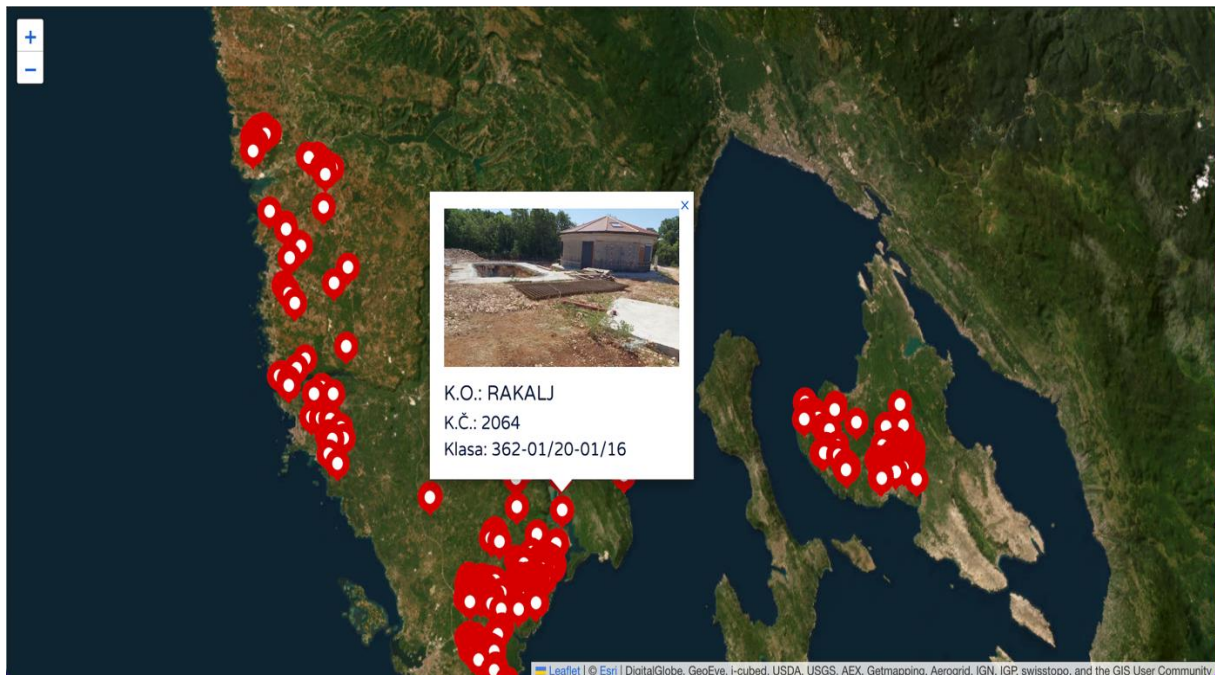 +
−
x
K.O.: RAKALJ
K.Č.: 2064
Klasa: 362-01/20-01/16
Leaflet | © Esri | DigitalGlobe, GeoEye, i-cubed, USDA, USGS, AEX, Getmapping, Aerogrid, IGN, IGP, swisstopo, and the GIS User Community